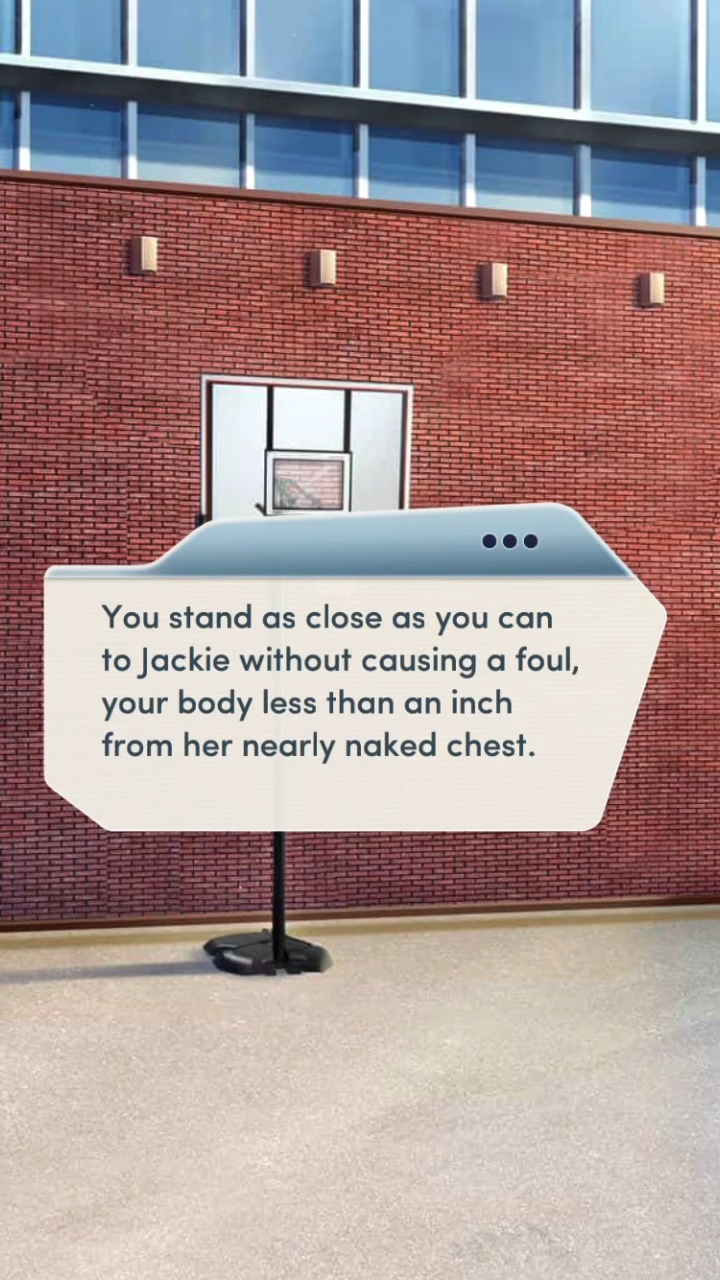 You stand as close as you can
to Jackie without causing a foul,
your body less than an inch
from her nearly naked chest.